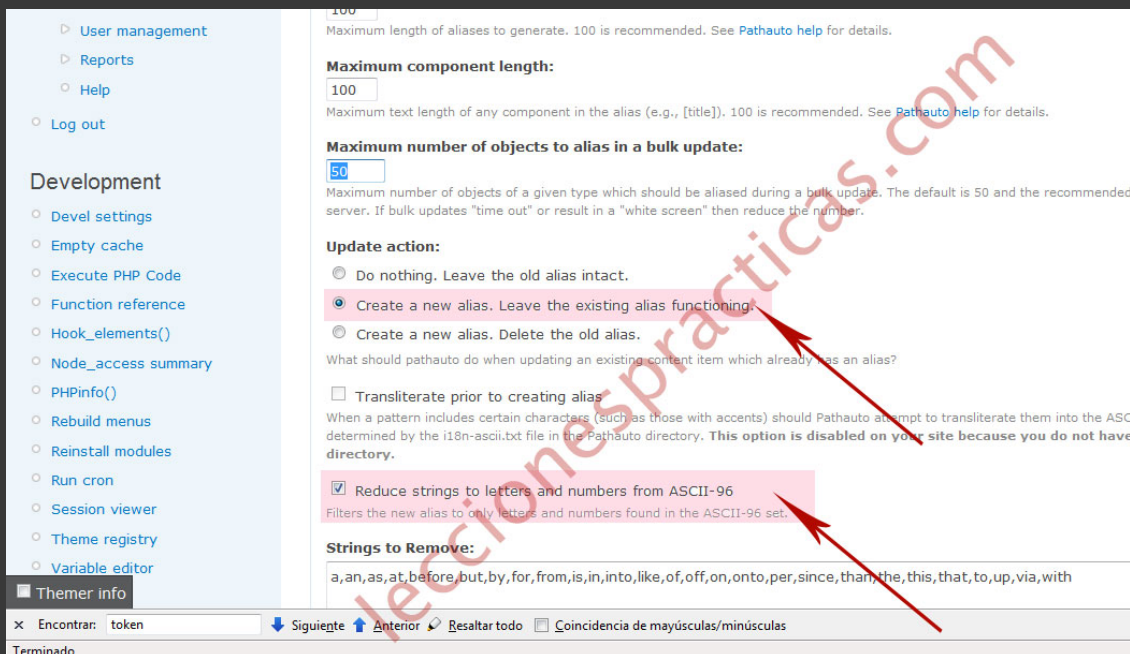 User management
Reports
Help
Log out
Development
Devel settings
Empty cache
Execute PHP Code
Function reference
Hook_elements()
Node_access summary
PHPinfo()
Rebuild menus
Reinstall modules
Run cron
Session viewer
Theme registry
Variable editor
Themer info
100
Maximum length of aliases to generate. 100 is recommended. See Pathauto help for details.
Maximum component length:
100
Maximum text length of any component in the alias (e.g., [title]). 100 is recommended. See Pathauto help for details.
Maximum number of objects to alias in a bulk update:
50
Maximum number of objects of a given type which should be aliased during a bulk update. The default is 50 and the recommended
server. If bulk updates "time out" or result in a "white screen" then reduce the number.
Update action:
Do nothing. Leave the old alias intact.
Create a new alias. Leave the existing alias functioning.
Create a new alias. Delete the old alias.
What should pathauto do when updating an existing content item which already has an alias?
Transliterate prior to creating alias
When a pattern includes certain characters (such as those with accents) should Pathauto attempt to transliterate them into the ASC
determined by the i18n-ascii.txt file in the Pathauto directory. This option is disabled on your site because you do not have
directory.
Reduce strings to letters and numbers from ASCII-96
Filters the new alias to only letters and numbers found in the ASCII-96 set.
Strings to Remove:
a,an,as,at,before,but,by,for,from,is,in,into,like,of,off,on,onto,per,since,than,the,this,that,to,up,via,with
leccionespracticas.com
x Encontrar: token Siguiente Anterior Resaltar todo Coincidencia de mayúsculas/minúsculas
Terminado